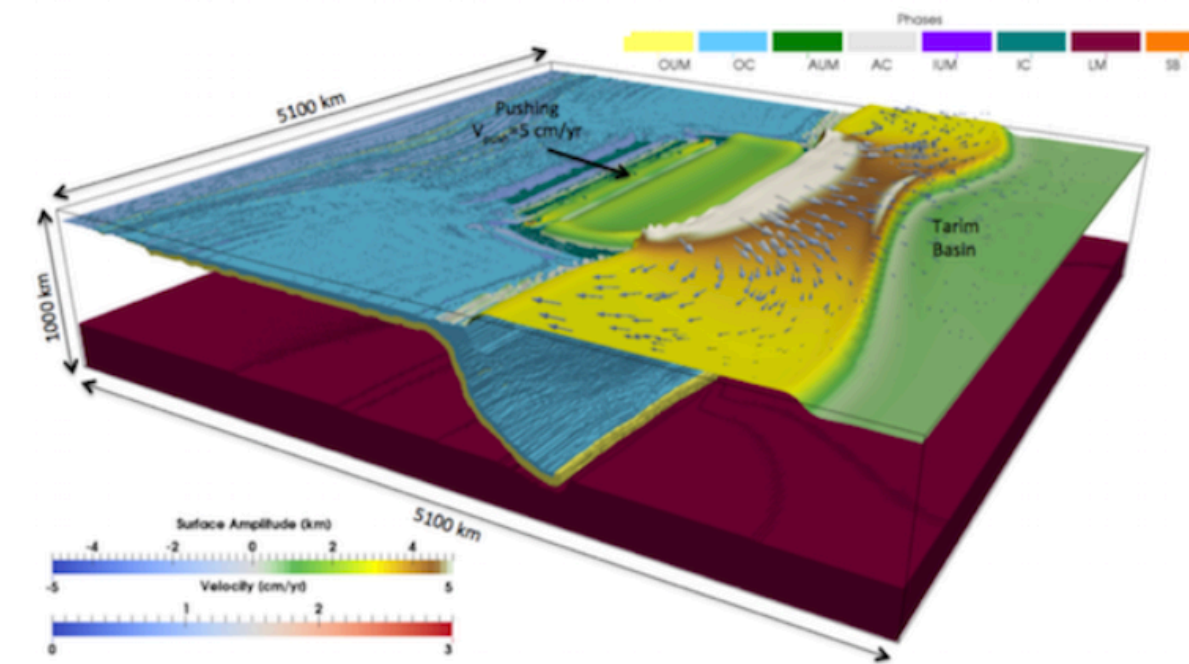 Phases
OUM OC AUM AC IUM IC LM SB
5100 km
Pushing
=5 cm/yr
Tarim
Basin
1000 km
5100 km
Surface Amplitude (km)
-4 -2 0 2 4
-5 5
Velocity (cm/yr)
1 2
0 3